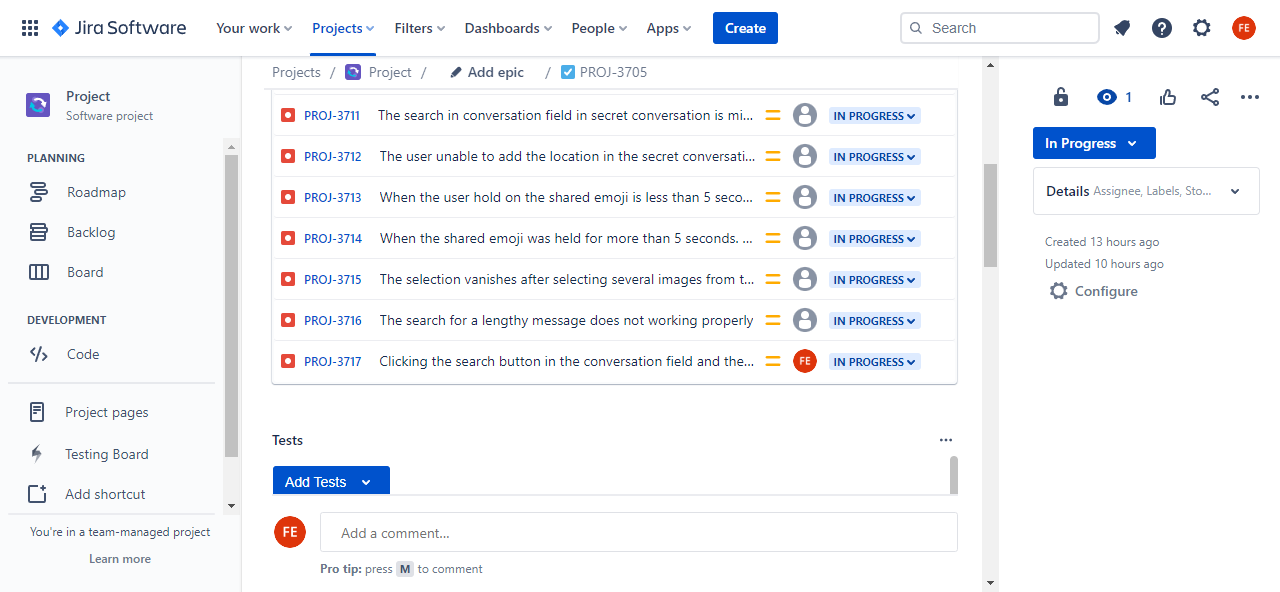 Jira Software Your work Projects Filters Dashboards People Apps Create Search FE
Project
Software project
PLANNING
Roadmap
Backlog
Board
DEVELOPMENT
Code
Project pages
Testing Board
Add shortcut
You're in a team-managed project
Learn more
Projects / Project / Add epic / PROJ-3705
PROJ-3711 The search in conversation field in secret conversation is mi... IN PROGRESS
PROJ-3712 The user unable to add the location in the secret conversati... IN PROGRESS
PROJ-3713 When the user hold on the shared emoji is less than 5 seco... IN PROGRESS
PROJ-3714 When the shared emoji was held for more than 5 seconds. ... IN PROGRESS
PROJ-3715 The selection vanishes after selecting several images from t... IN PROGRESS
PROJ-3716 The search for a lengthy message does not working properly IN PROGRESS
PROJ-3717 Clicking the search button in the conversation field and the... FE IN PROGRESS
Tests
Add Tests
FE Add a comment...
Pro tip: press M to comment
1
In Progress
Details Assignee, Labels, Sto...
Created 13 hours ago
Updated 10 hours ago
Configure